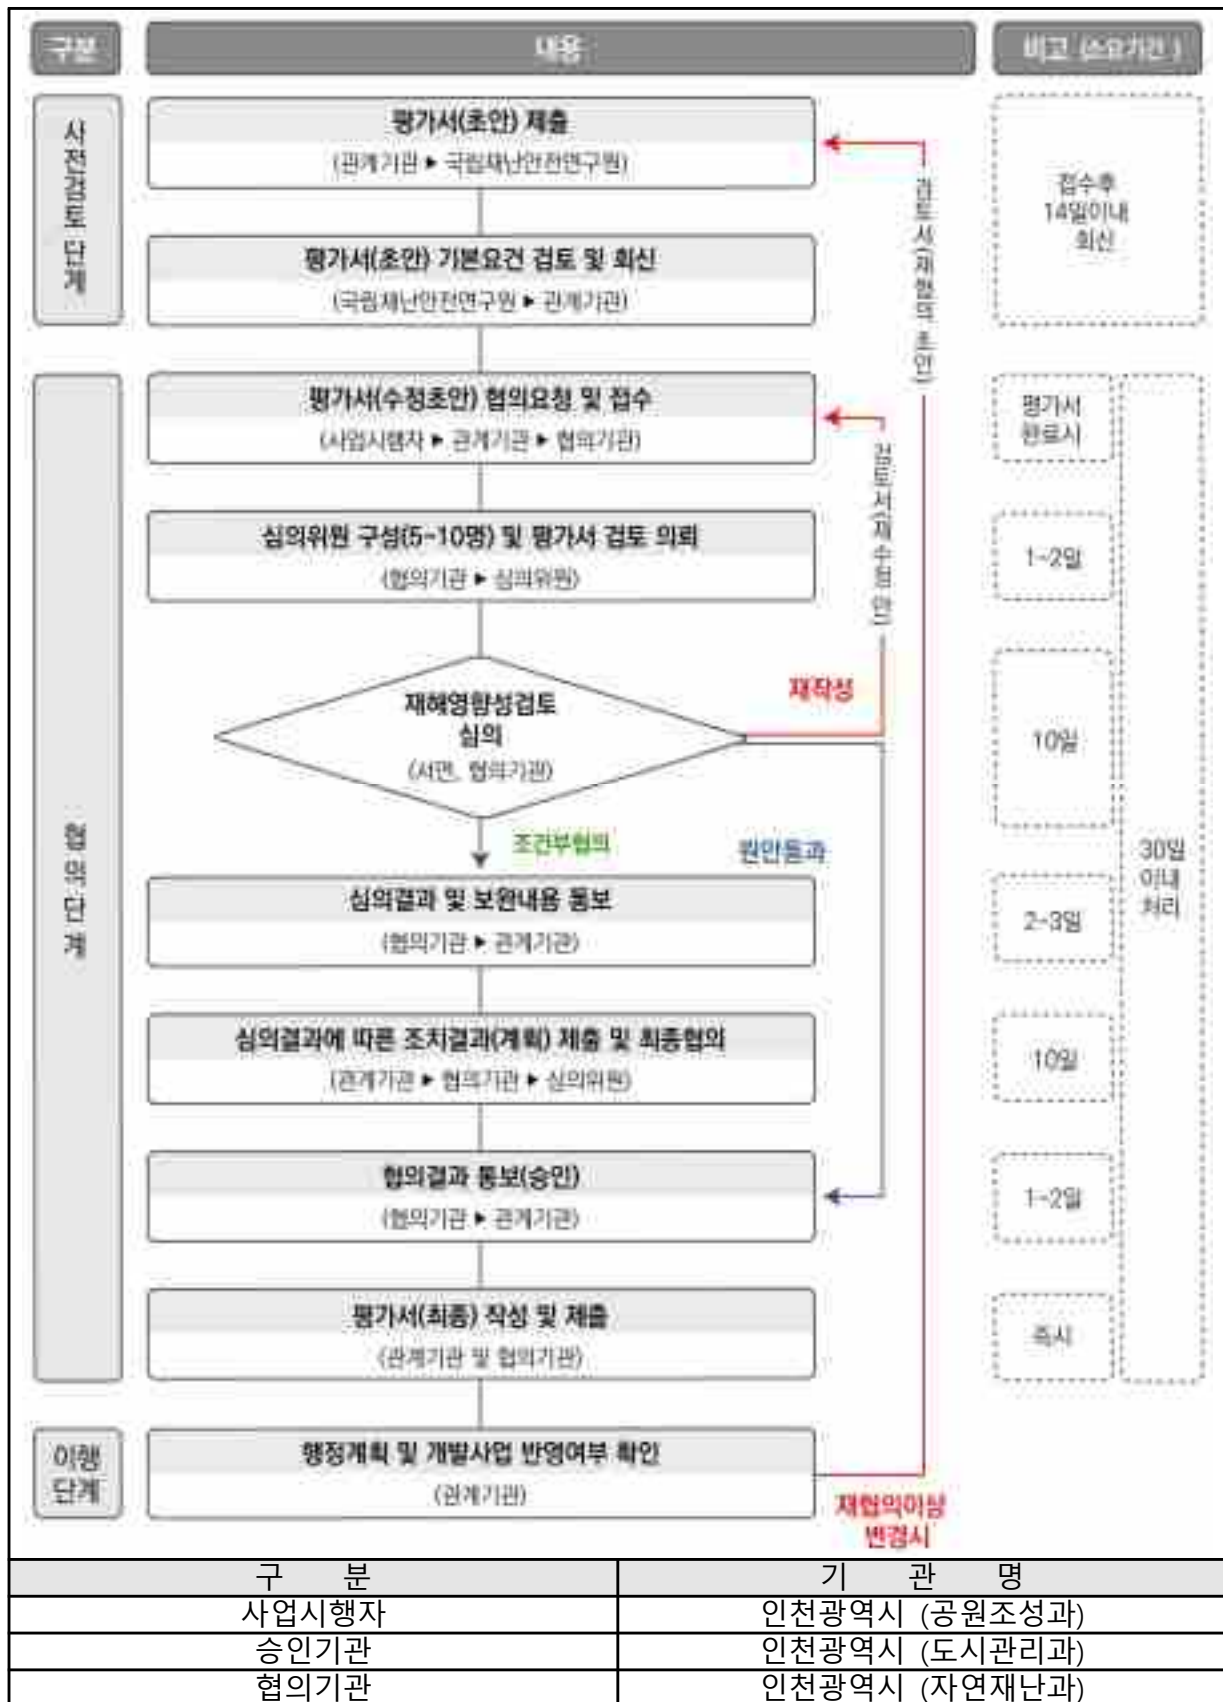 구분 내용 비고 (소요기간)
사전검토 단계
평가서(초안) 제출
(관계기관 ▶ 국립재난안전연구원)
접수후
14일이내
회신
평가서(초안) 기본요건 검토 및 회신
(국립재난안전연구원 ▶ 관계기관)
검토서(재협의 초안)
협의단계
평가서(수정초안) 협의요청 및 접수
(사업시행자 ▶ 관계기관 ▶ 협의기관)
평가서
완료시
심의위원 구성(5~10명) 및 평가서 검토 의뢰
(협의기관 ▶ 심의위원)
1~2일
검토서(재수정안)
재작성
재해영향성검토
심의
(서면, 협의기관)
10일
조건부협의
원안통과
30일
이내
처리
심의결과 및 보완내용 통보
(협의기관 ▶ 관계기관)
2~3일
심의결과에 따른 조치결과(계획) 제출 및 최종협의
(관계기관 ▶ 협의기관 ▶ 심의위원)
10일
협의결과 통보(승인)
(협의기관 ▶ 관계기관)
1~2일
평가서(최종) 작성 및 제출
(관계기관 및 협의기관)
즉시
이행
단계
행정계획 및 개발사업 반영여부 확인
(관계기관)
재협의이상
변경시
구 분 기 관 명
사업시행자 인천광역시 (공원조성과)
승인기관 인천광역시 (도시관리과)
협의기관 인천광역시 (자연재난과)